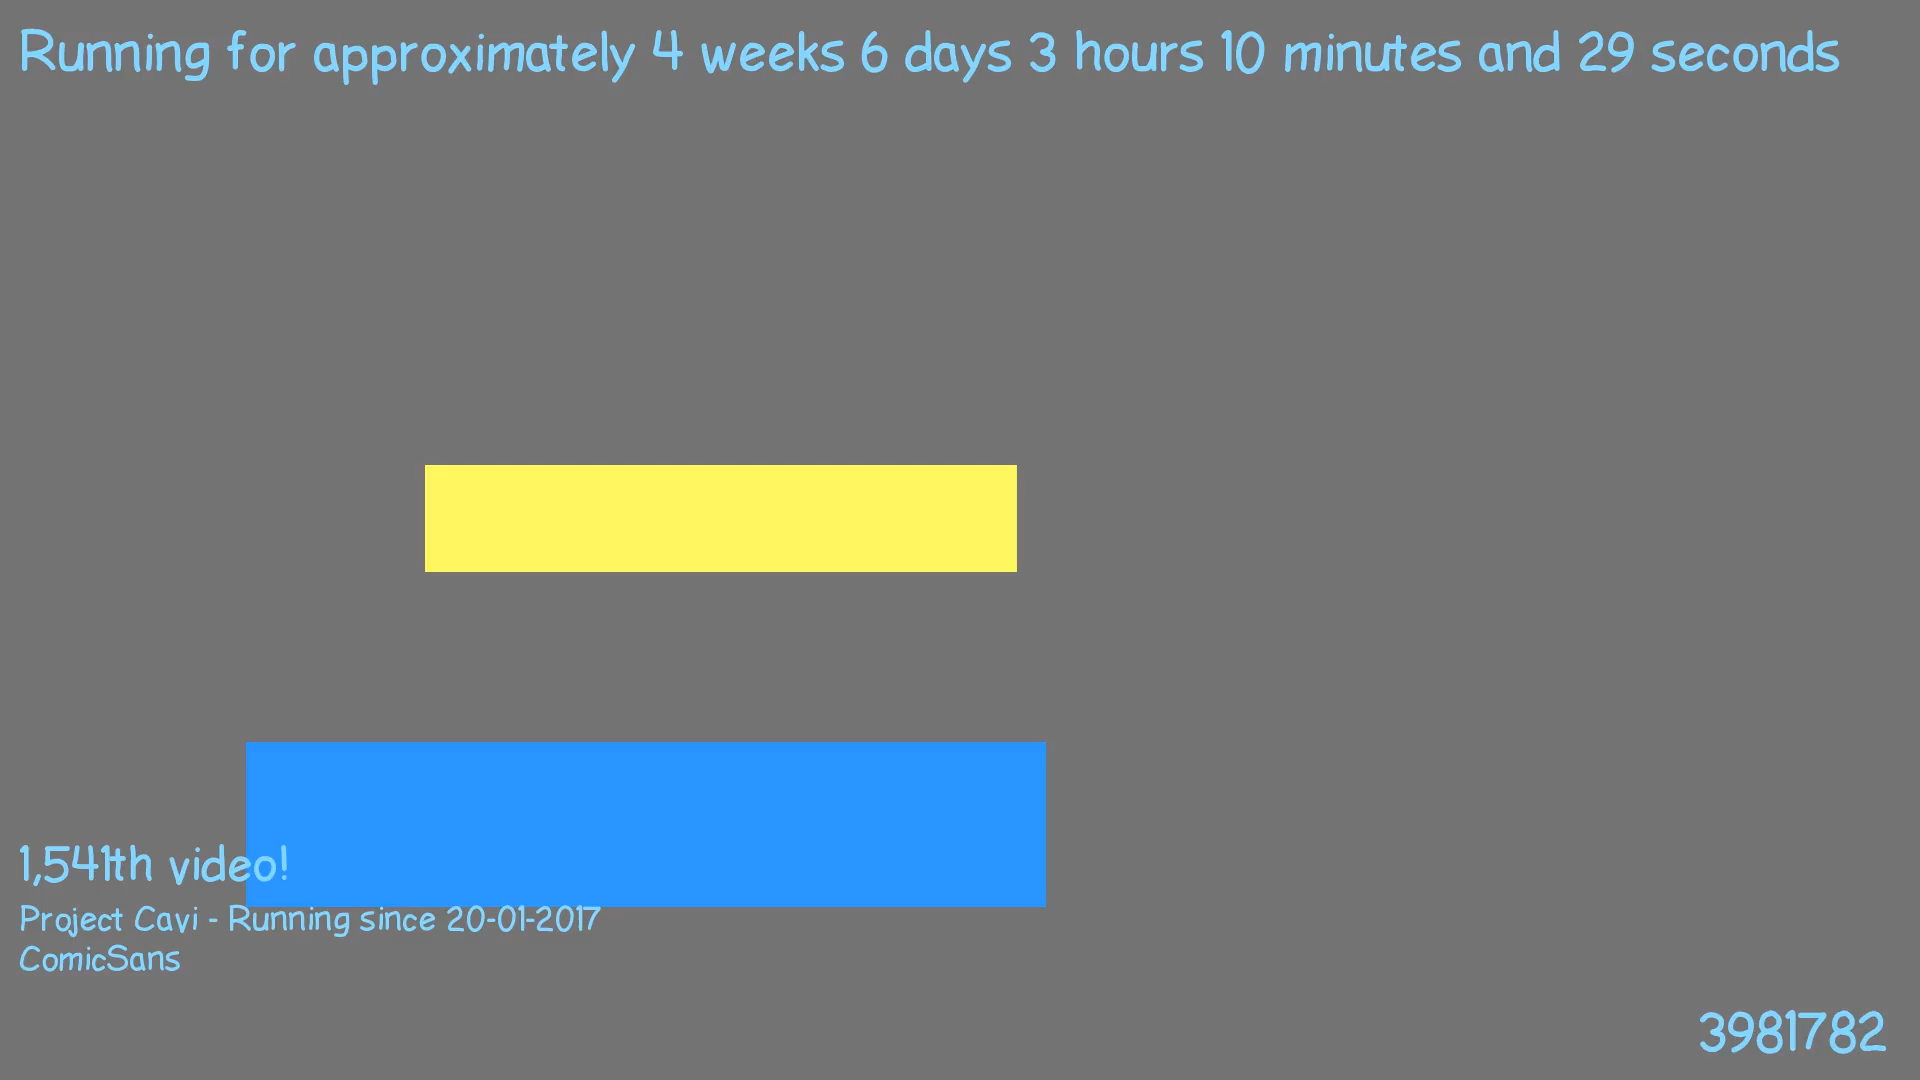 Running for approximately 4 weeks 6 days 3 hours 10 minutes and 29 seconds
1,541th video!
Project Cavi - Running since 20-01-2017
ComicSans
3981782